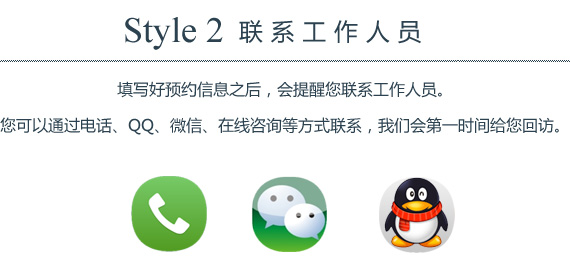 Style 2 联系工作人员
填写好预约信息之后，会提醒您联系工作人员。
您可以通过电话、QQ、微信、在线咨询等方式联系，我们会第一时间给您回访。